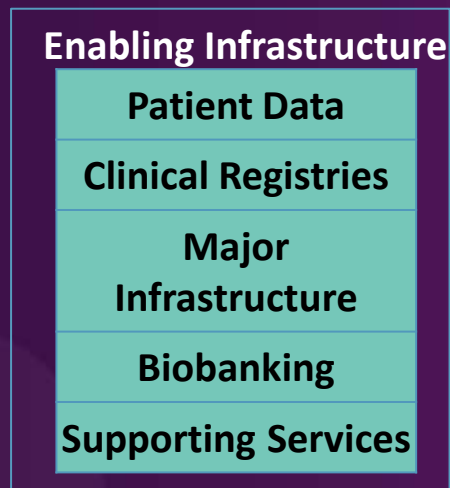 Enabling Infrastructure
Patient Data
Clinical Registries
Major
Infrastructure
Biobanking
Supporting Services